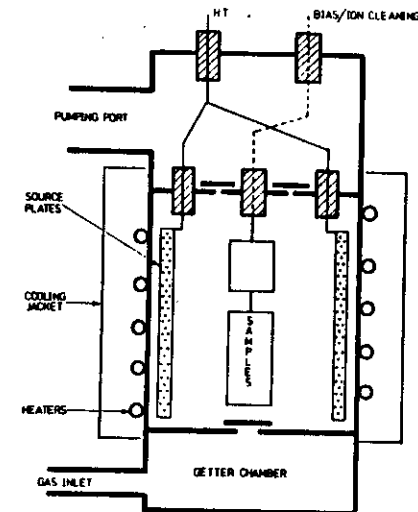 HT
BIAS/ION CLEANING
PUMPING PORT
SOURCE
PLATES
COOLING
JACKET
SAMPLES
HEATERS
GETTER CHAMBER
GAS INLET